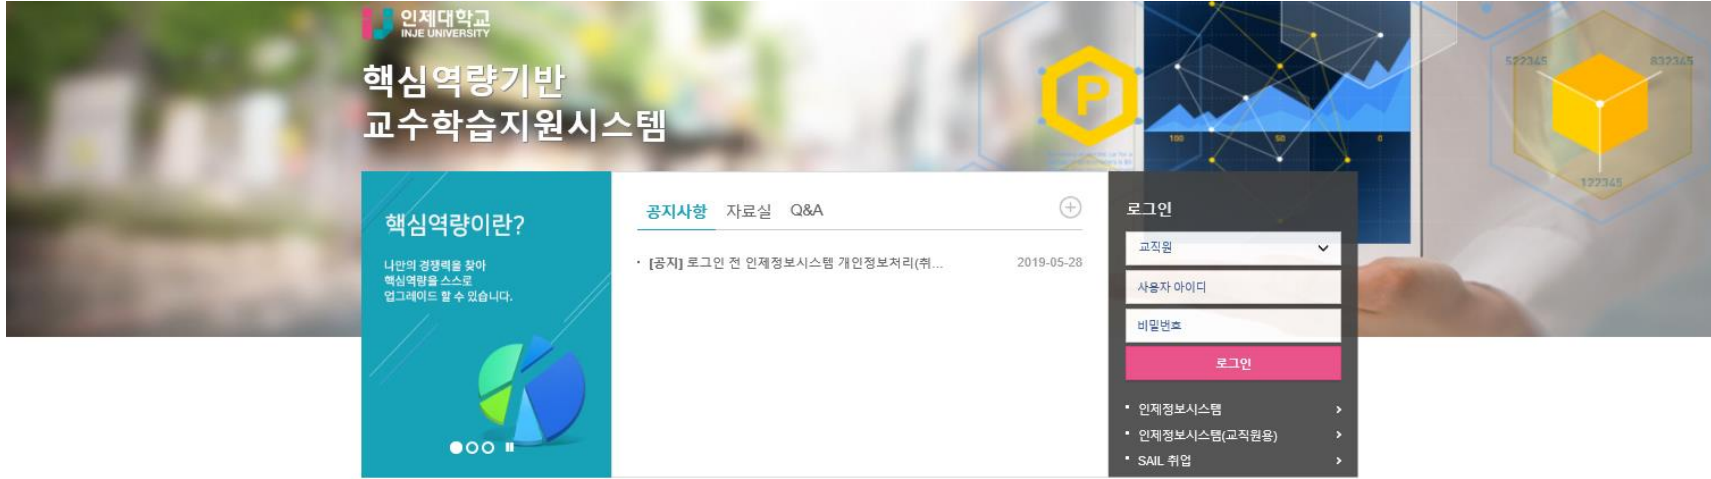 인제대학교
INJE UNIVERSITY
핵심역량기반
교수학습지원시스템
P
100 50 0
522345 832345
122345
핵심역량이란?
나만의 경쟁력을 찾아
핵심역량을 스스로
업그레이드 할 수 있습니다.
공지사항 자료실 Q&A
· [공지] 로그인 전 인제정보시스템 개인정보처리(취... 2019-05-28
로그인
교직원
사용자 아이디
비밀번호
로그인
인제정보시스템
인제정보시스템(교직원용)
SAIL 취업